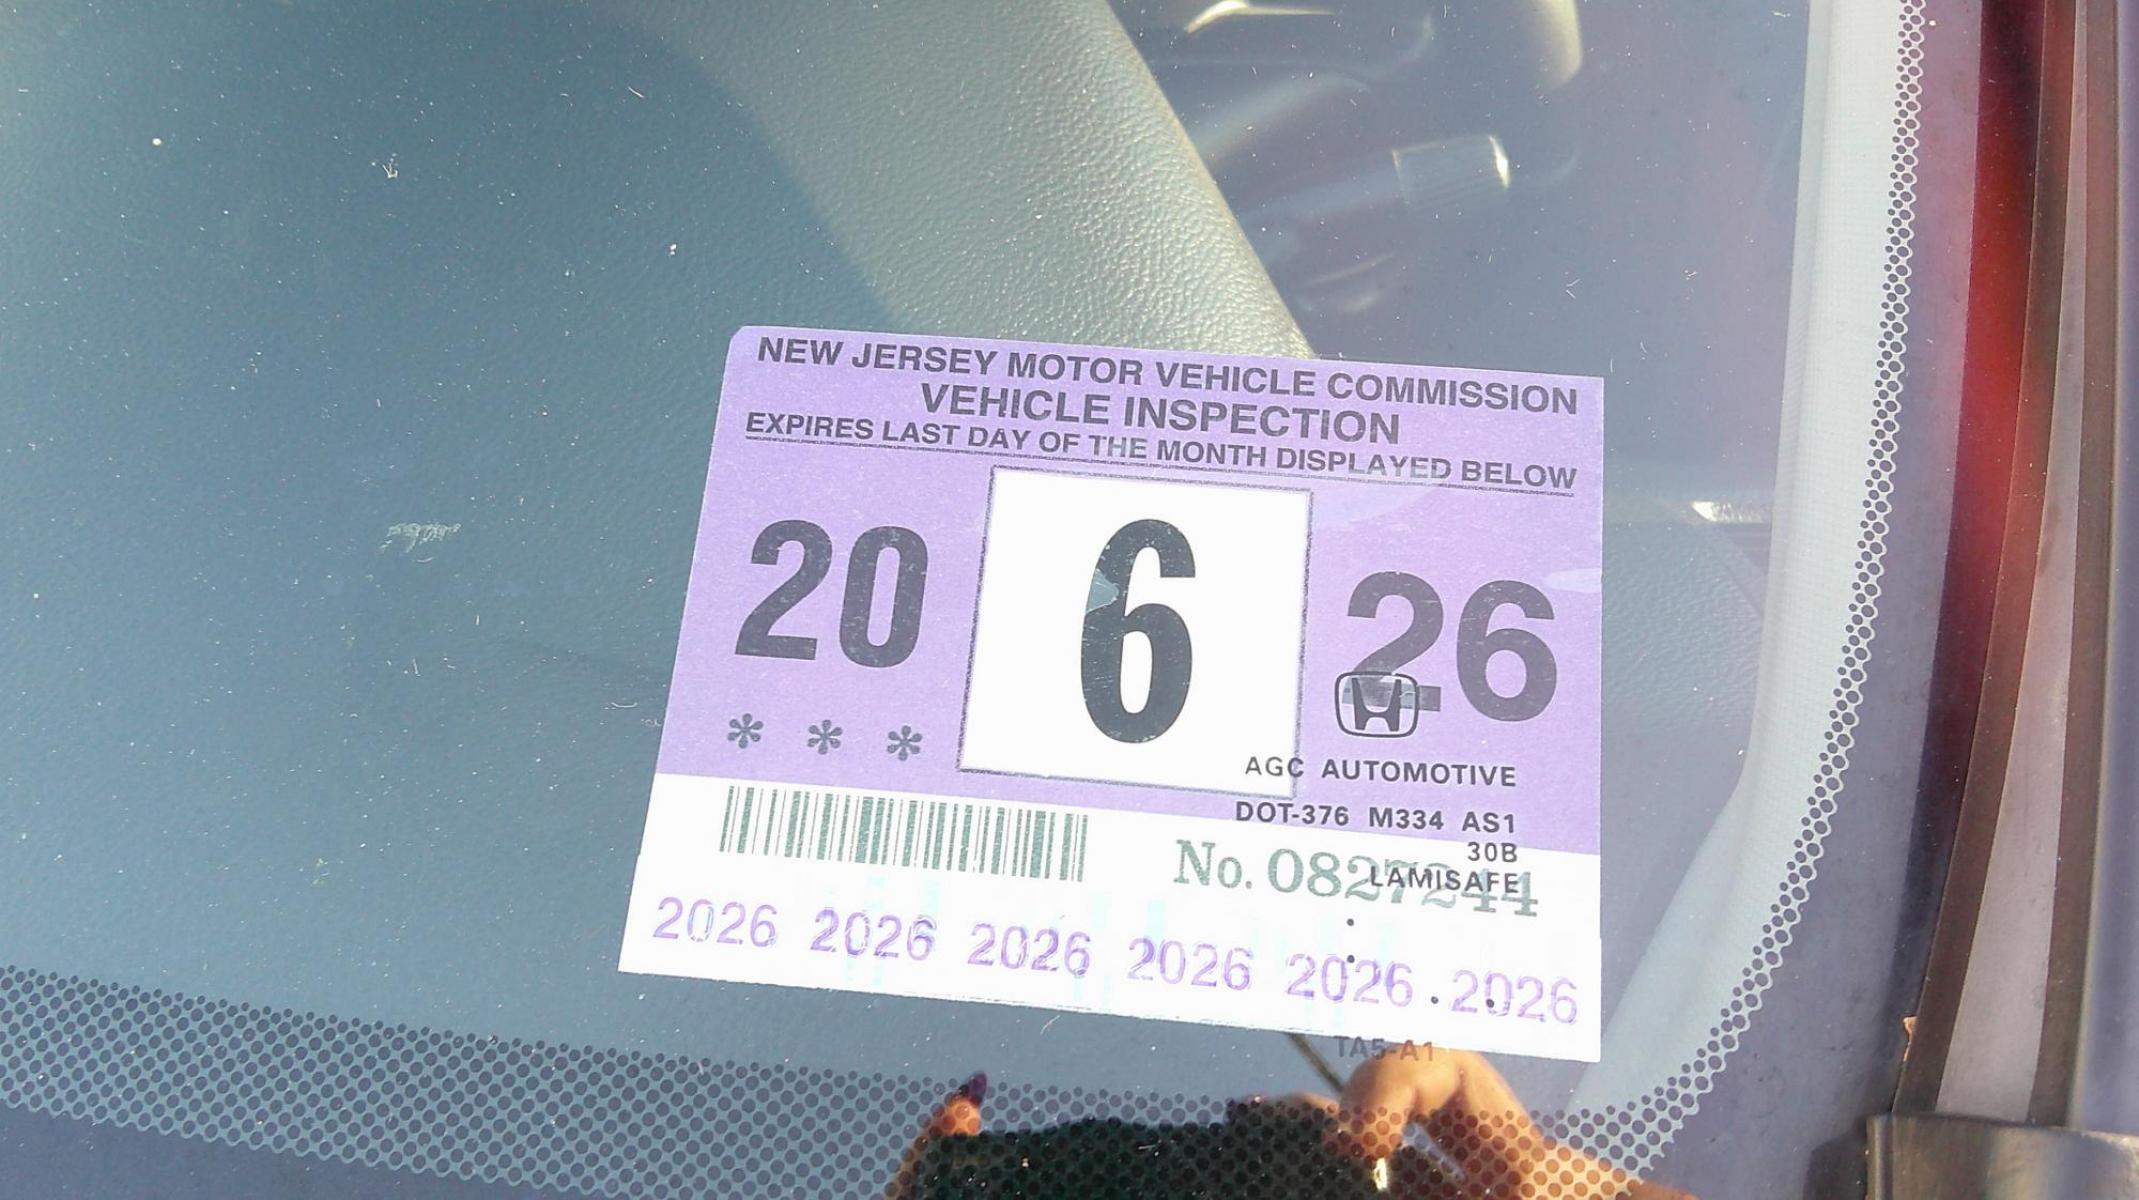 NEW JERSEY MOTOR VEHICLE COMMISSION
VEHICLE INSPECTION
EXPIRES LAST DAY OF THE MONTH DISPLAYED BELOW
20 6 26
* * *
AGC AUTOMOTIVE
DOT-376 M334 AS1
30B
No. 0827244
LAMISAFE
2026 2026 2026 2026 2026 2026
TA5-A1